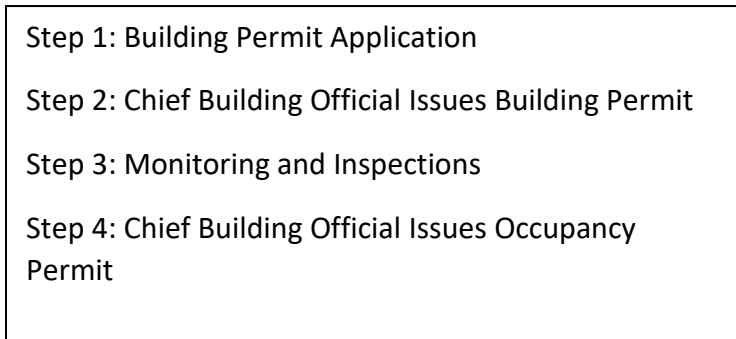 Step 1: Building Permit Application
Step 2: Chief Building Official Issues Building Permit
Step 3: Monitoring and Inspections
Step 4: Chief Building Official Issues Occupancy
Permit